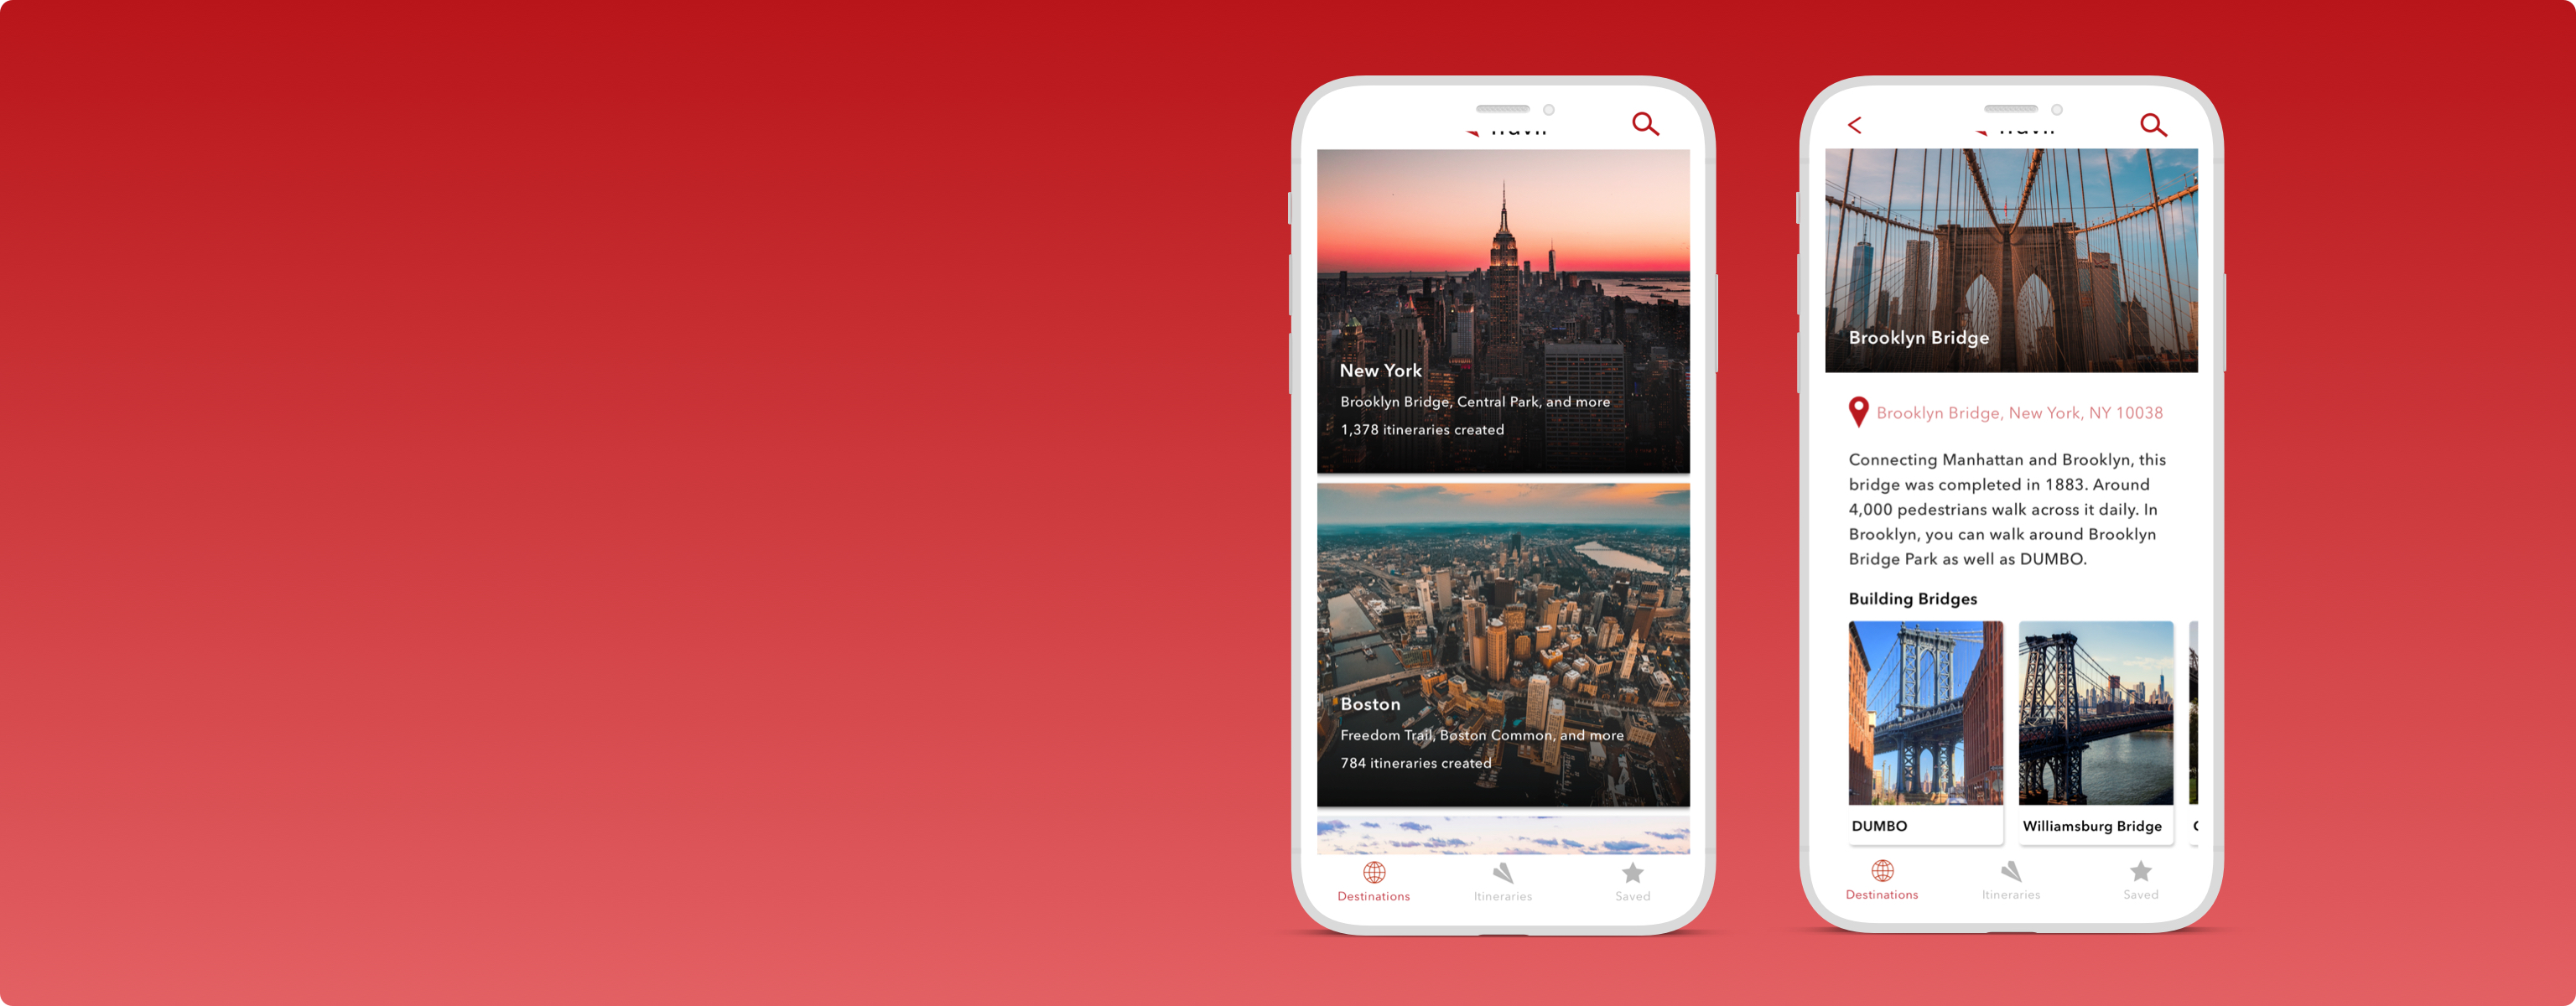 New York
Brooklyn Bridge, Central Park, and more
1,378 itineraries created
Boston
Freedom Trail, Boston Common, and more
784 itineraries created
Destinations
Itineraries
Saved
<
Brooklyn Bridge
Brooklyn Bridge, New York, NY 10038
Connecting Manhattan and Brooklyn, this
bridge was completed in 1883. Around
4,000 pedestrians walk across it daily. In
Brooklyn, you can walk around Brooklyn
Bridge Park as well as DUMBO.
Building Bridges
DUMBO
Williamsburg Bridge
Destinations
Itineraries
Saved